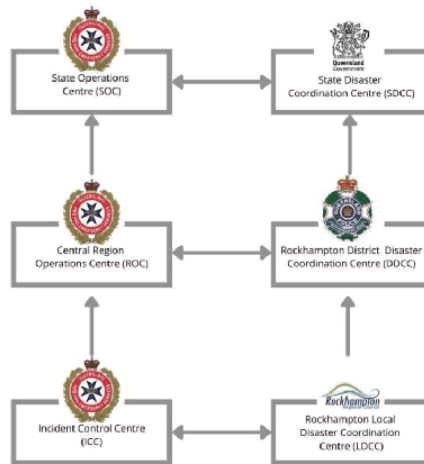 State Operations
Centre (SOC)
Queensland
Government
State Disaster
Coordination Centre (SDCC)
Central Region
Operations Centre (ROC)
Rockhampton District Disaster
Coordination Centre (DDCC)
Incident Control Centre
(ICC)
Rockhampton
Rockhampton Local
Disaster Coordination
Centre (LDCC)